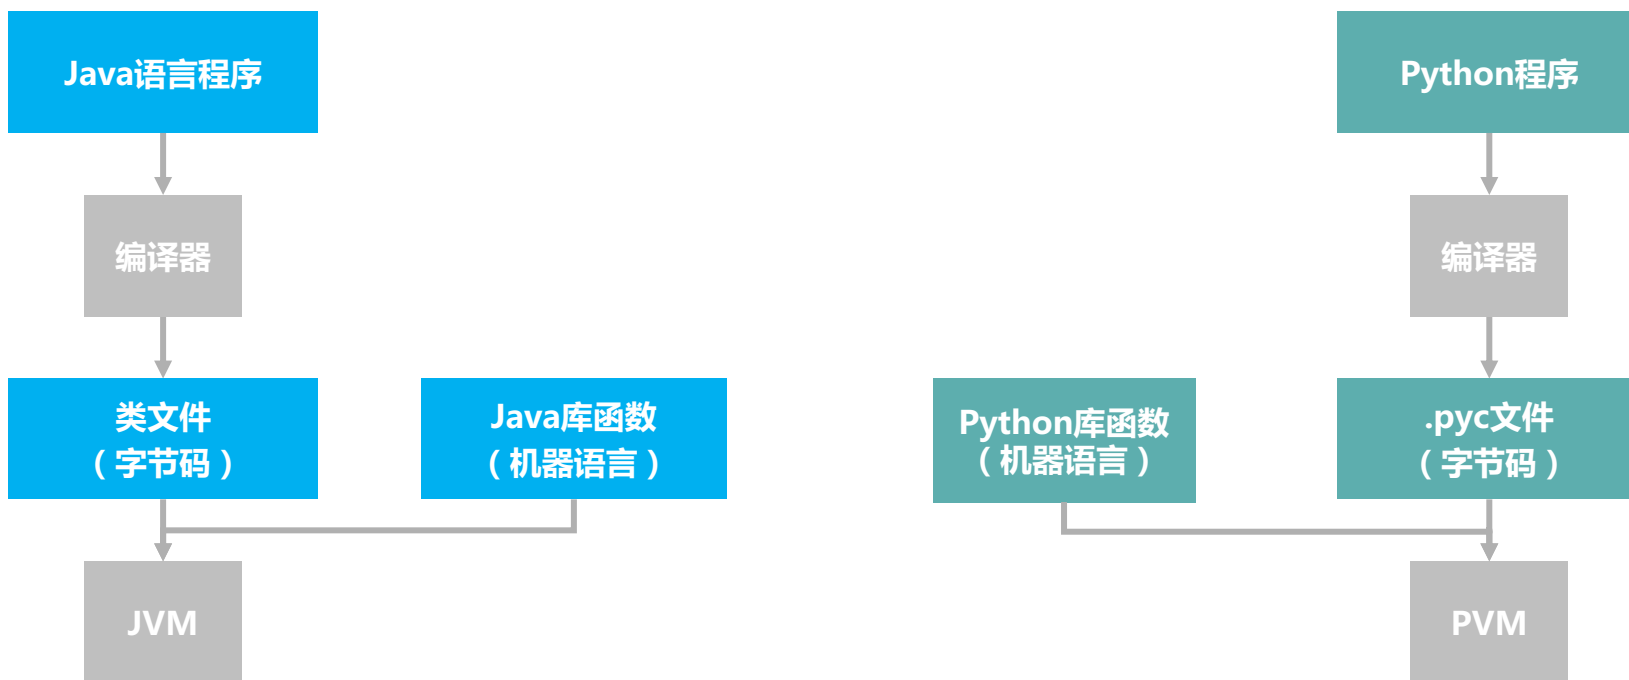 Java语言程序
Python程序
编译器
编译器
类文件
（字节码）
Java库函数
（机器语言）
Python库函数
（机器语言）
.pyc文件
（字节码）
JVM
PVM